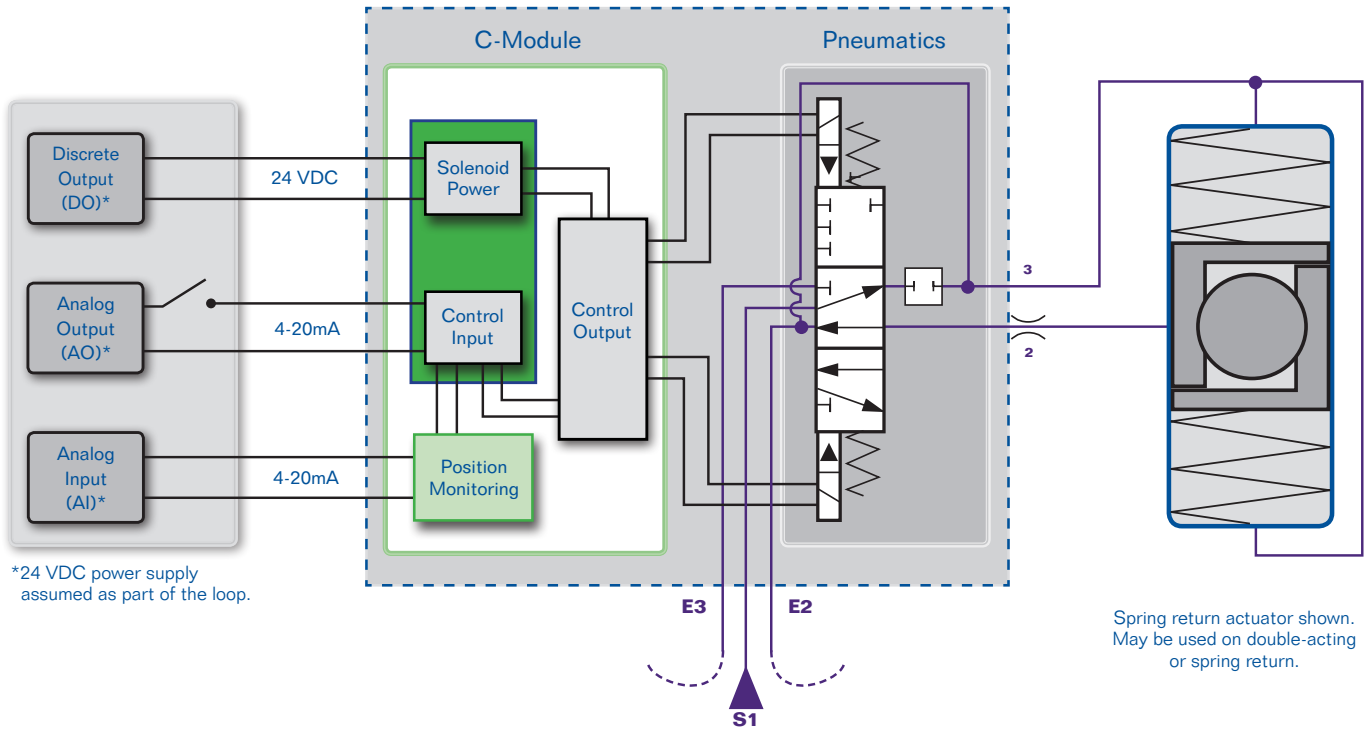 C-Module
Pneumatics
Discrete
Output
(DO)*
24 VDC
Solenoid
Power
Analog
Output
(AO)*
4-20mA
Control
Input
Control
Output
3
2
Analog
Input
(AI)*
4-20mA
Position
Monitoring
*24 VDC power supply
assumed as part of the loop.
E3
E2
S1
Spring return actuator shown.
May be used on double-acting
or spring return.